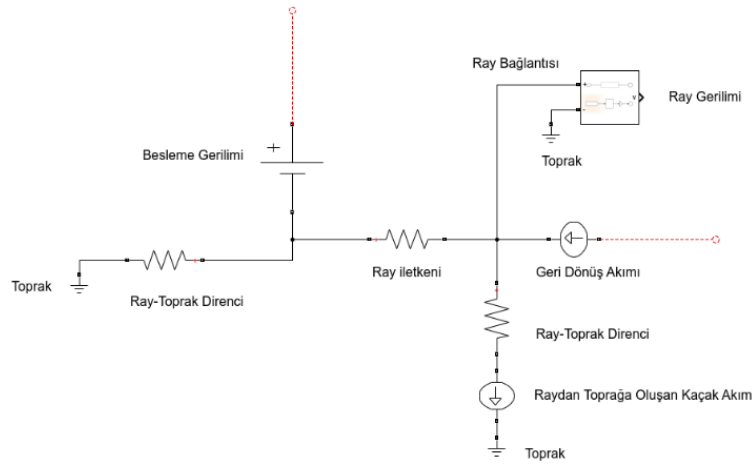 Ray Bağlantısı
Ray Gerilimi
Toprak
Besleme Gerilimi
+
Toprak
Ray-Toprak Direnci
Ray iletkeni
Geri Dönüş Akımı
Ray-Toprak Direnci
Raydan Toprağa Oluşan Kaçak Akım
Toprak